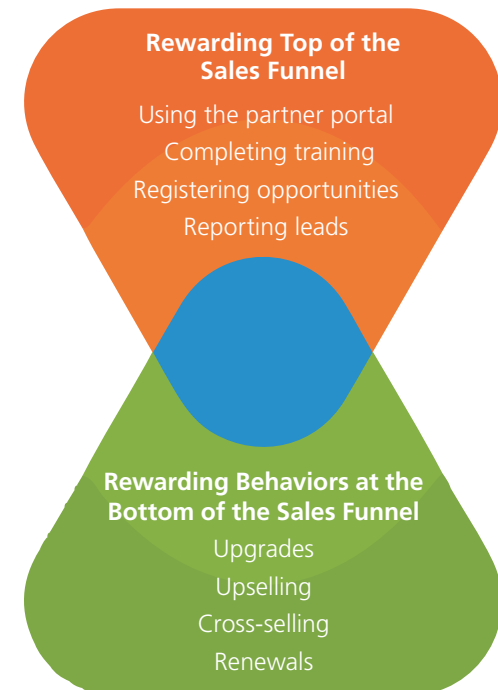 Rewarding Top of the
Sales Funnel
Using the partner portal
Completing training
Registering opportunities
Reporting leads
Rewarding Behaviors at the
Bottom of the Sales Funnel
Upgrades
Upselling
Cross-selling
Renewals